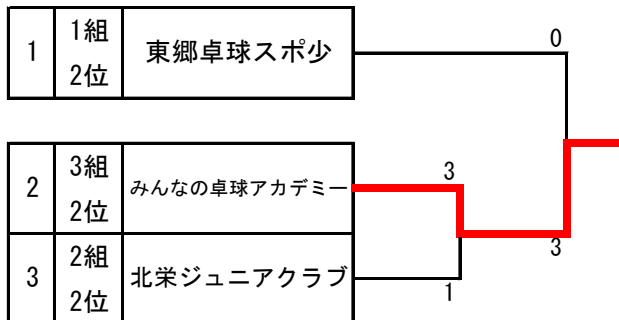 1 1組 2位 東郷卓球スポ少 0
2 3組 2位 みんなの卓球アカデミー 3
3
3 2組 2位 北栄ジュニアクラブ 1